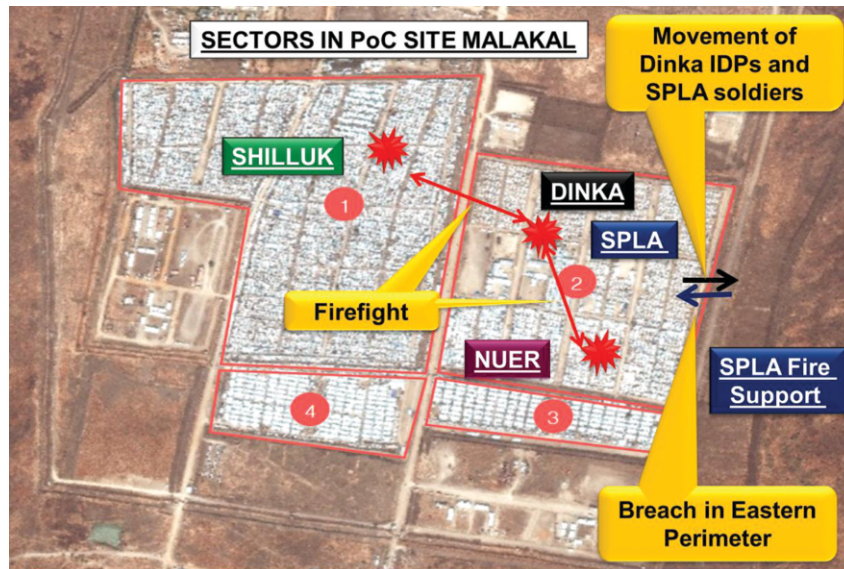 SECTORS IN PoC SITE MALAKAL
Movement of
Dinka IDPs and
SPLA soldiers
SHILLUK
1
DINKA
SPLA
2
Firefight
NUER
SPLA Fire
Support
4
3
Breach in Eastern
Perimeter